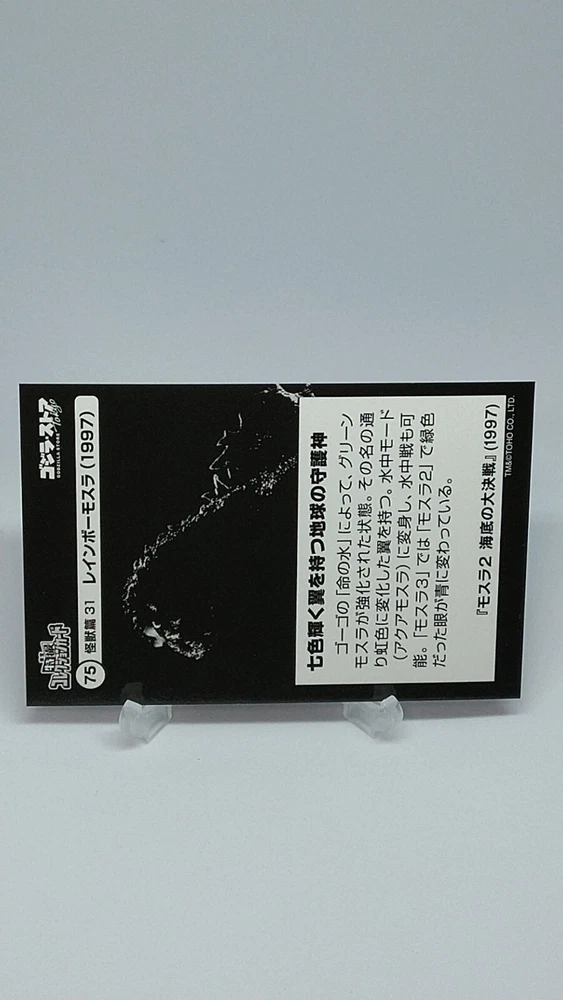 ゴジラ・ストア
Tokyo
GODZILLA STORE
75 怪獣篇 31 レインボーモスラ (1997)
七色輝く翼を持つ地球の守護神
ゴーゴの「命の水」によって、グリーン
モスラが強化された状態。その名の通
り虹色に変化した翼を持つ。水中モード
(アクアモスラ)に変身し、水中戦も可
能。「モスラ3」では「モスラ2」で緑色
だった眼が青に変わっている。
『モスラ2 海底の大決戦』(1997)
TM&©TOHO CO., LTD.